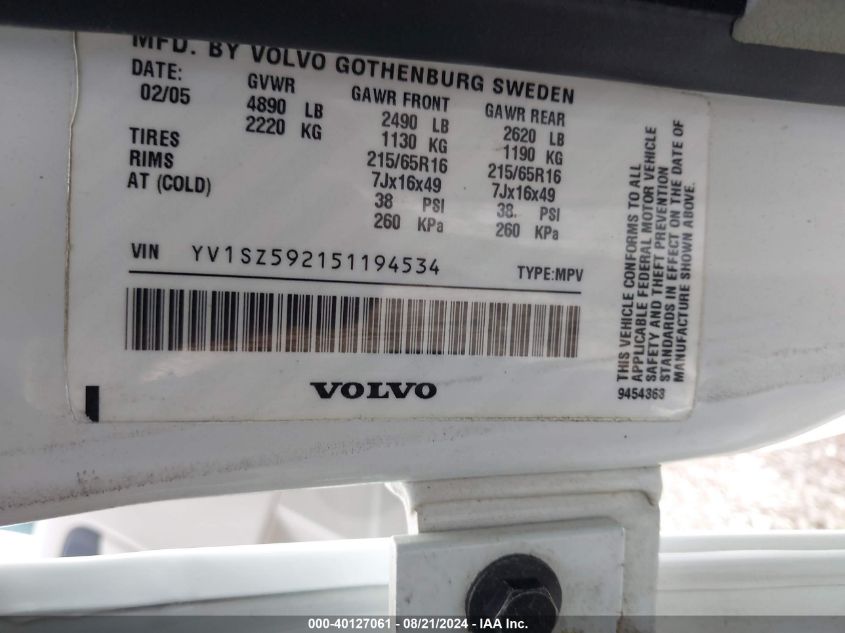 MFD. BY VOLVO GOTHENBURG SWEDEN
DATE: GVWR GAWR FRONT GAWR REAR
02/05 4890 LB 2490 LB 2620 LB
2220 KG 1130 KG 1190 KG
TIRES 215/65R16 215/65R16
RIMS 7Jx16x49 7Jx16x49
AT (COLD) 38 PSI 38. PSI
260 KPa 260 KPa
VIN YV1SZ592151194534 TYPE:MPV
VOLVO
THIS VEHICLE CONFORMS TO ALL
APPLICABLE FEDERAL MOTOR VEHICLE
SAFETY AND THEFT PREVENTION
STANDARDS IN EFFECT ON THE DATE OF
MANUFACTURE SHOWN ABOVE.
9454363
000-40127061 - 08/21/2024 - IAA Inc.